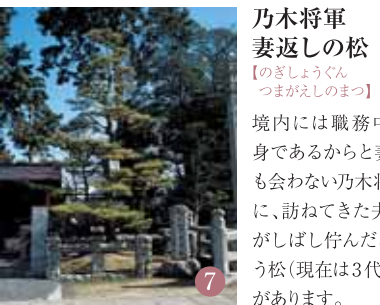 乃木将軍
妻返しの松
【のぎしょうぐん
つまがえしのまつ】
境内には職務中
身であるからと妻
も会わない乃木将
に、訪ねてきた夫
がしばし佇んだ
う松（現在は3代
があります。
7